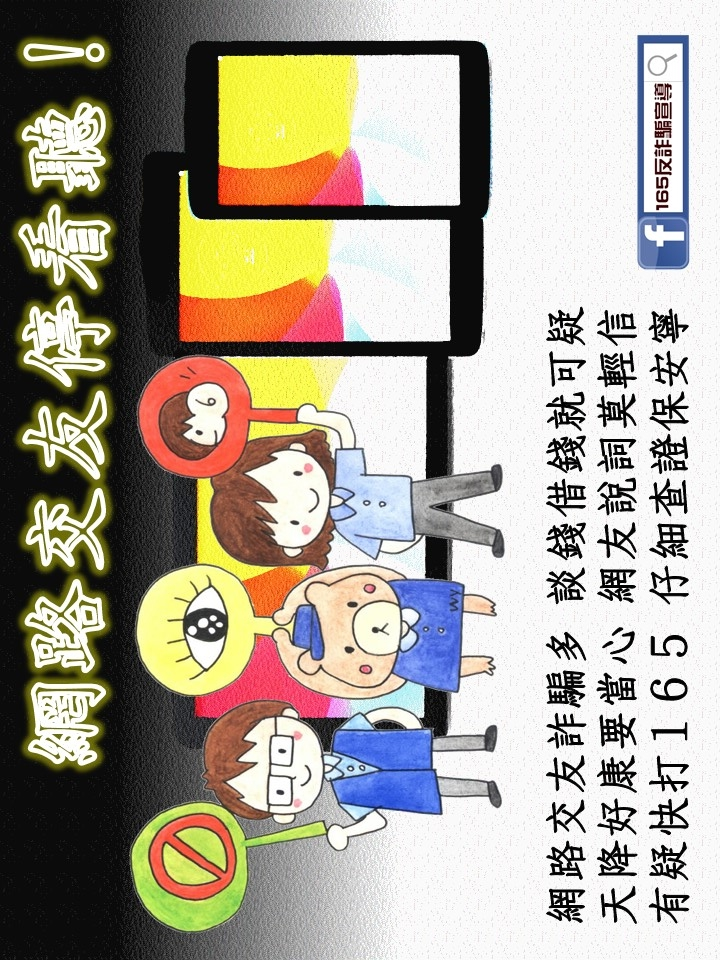 網路交友停看聽！
網路交友詐騙多 談錢借錢就可疑
天降好康要當心 網友說詞莫輕信
有疑快打165 仔細查證保安寧
f 165反詐騙宣導
wy